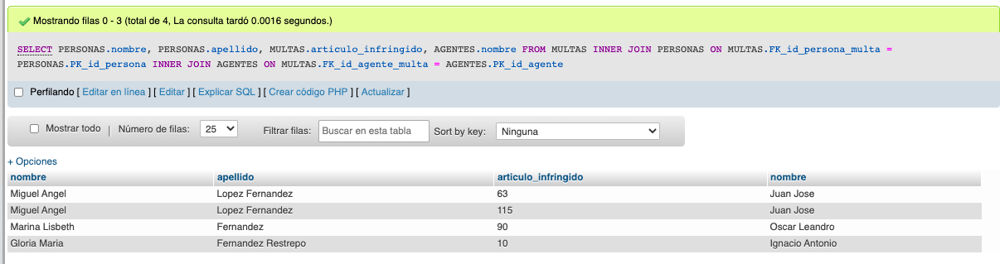 Mostrando filas 0 - 3 (total de 4, La consulta tardó 0.0016 segundos.)
SELECT PERSONAS.nombre, PERSONAS.apellido, MULTAS.articulo_infringido, AGENTES.nombre FROM MULTAS INNER JOIN PERSONAS ON MULTAS.FK_id_persona_multa =
PERSONAS.PK_id_persona INNER JOIN AGENTES ON MULTAS.FK_id_agente_multa = AGENTES.PK_id_agente
Perfilando [ Editar en línea ] [ Editar ] [ Explicar SQL ] [ Crear código PHP ] [ Actualizar ]
Mostrar todo | Número de filas: 25 Filtrar filas: Buscar en esta tabla Sort by key: Ninguna
+ Opciones
nombre apellido articulo_infringido nombre
Miguel Angel Lopez Fernandez 63 Juan Jose
Miguel Angel Lopez Fernandez 115 Juan Jose
Marina Lisbeth Fernandez 90 Oscar Leandro
Gloria Maria Fernandez Restrepo 10 Ignacio Antonio